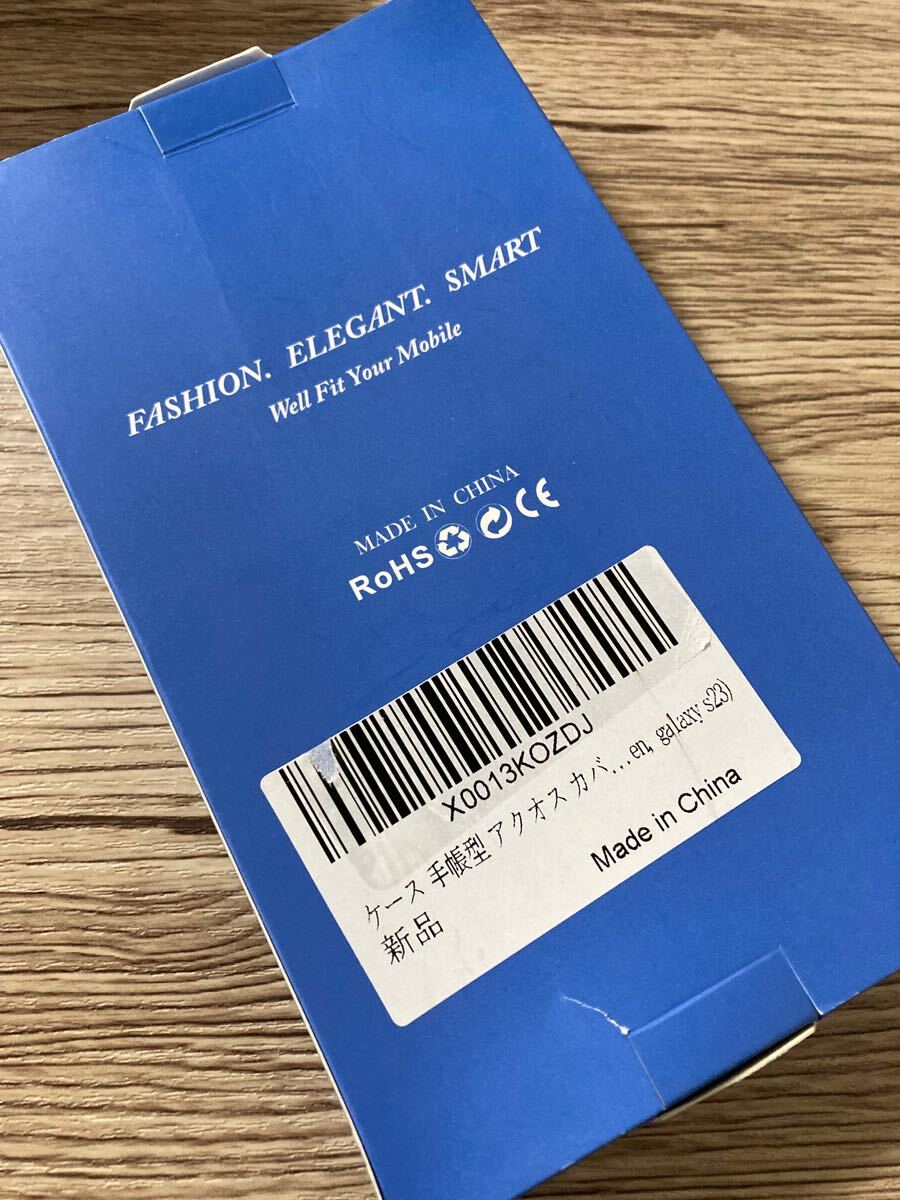 FASHION. ELEGANT. SMART
Well Fit Your Mobile
MADE IN CHINA
RoHS CE
X0013KOZDJ
ケース 手帳型 アクオス カバ...en, galaxy s23)
新品
Made in China